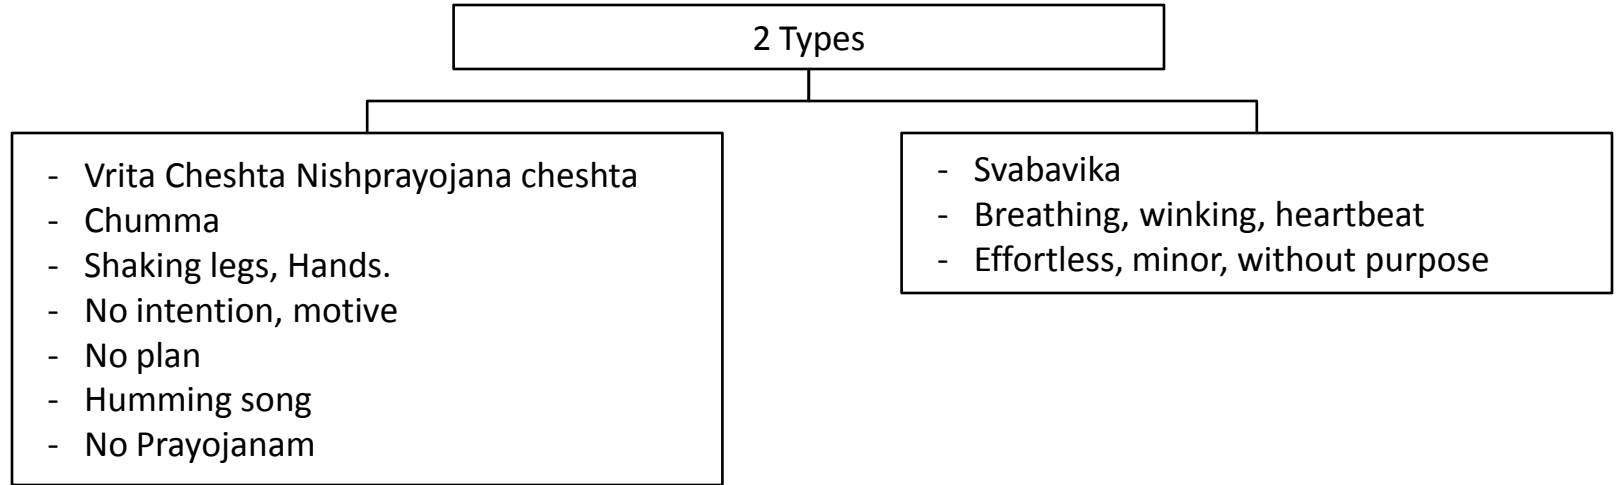 2 Types
- Vrita Cheshta Nishprayojana cheshta
- Chumma
- Shaking legs, Hands.
- No intention, motive
- No plan
- Humming song
- No Prayojanam
- Svabavika
- Breathing, winking, heartbeat
- Effortless, minor, without purpose